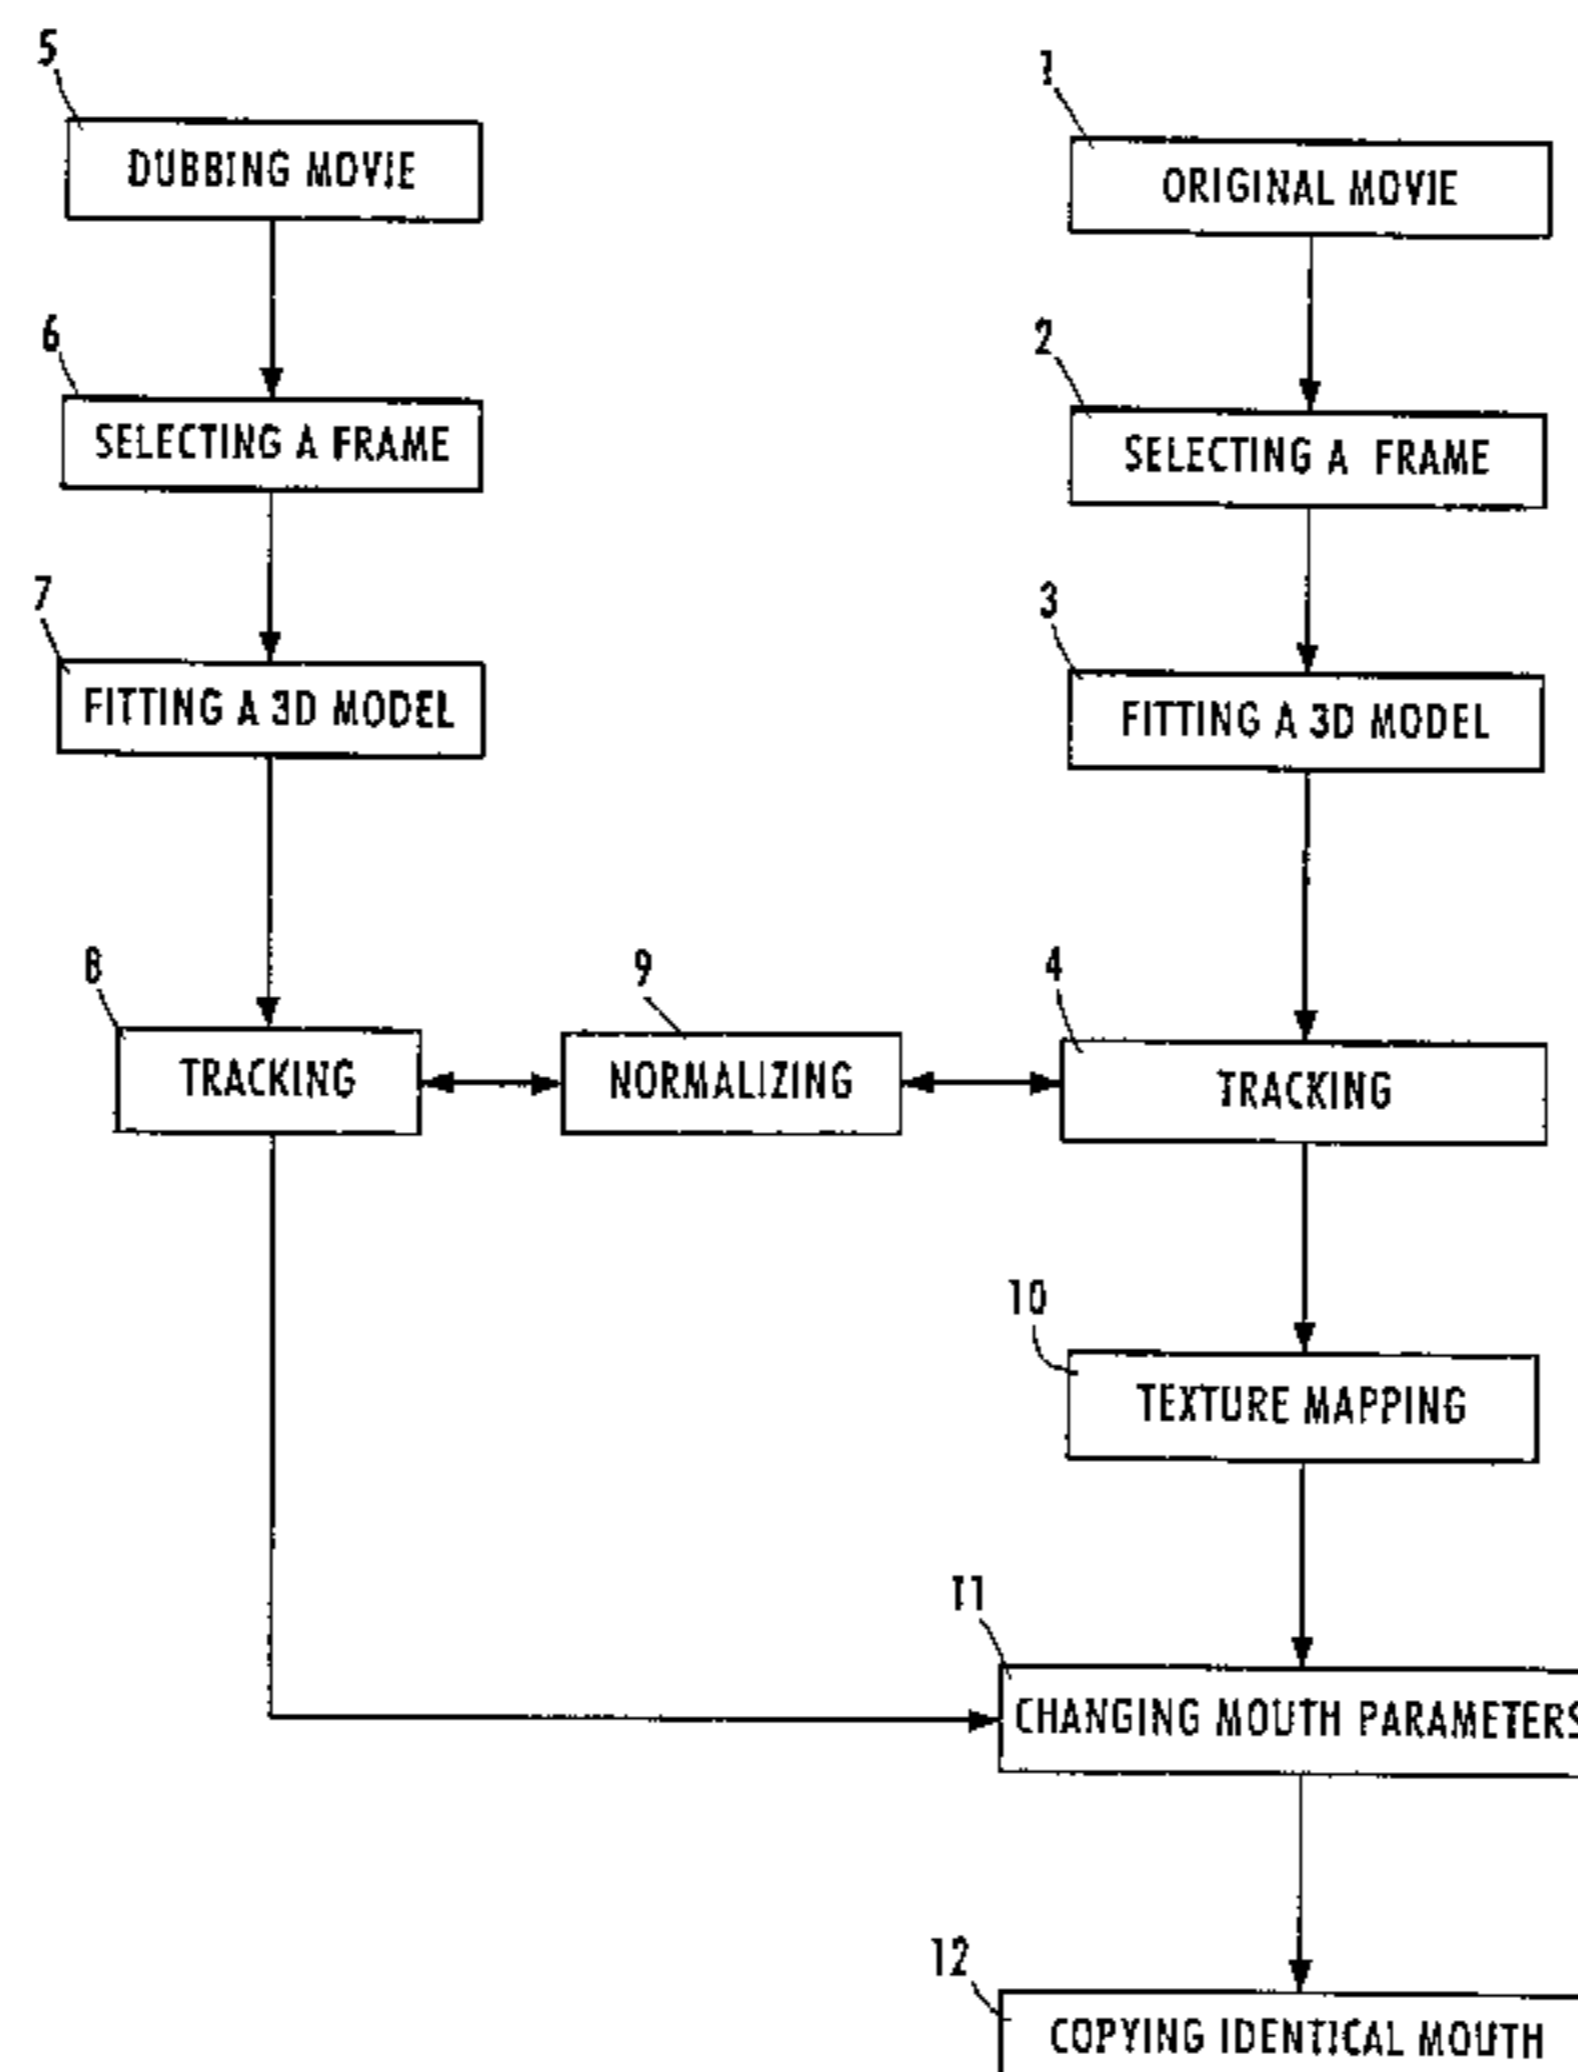 5
DUBBING MOVIE
1
ORIGINAL MOVIE
6
SELECTING A FRAME
2
SELECTING A FRAME
7
FITTING A 3D MODEL
3
FITTING A 3D MODEL
8
TRACKING
9
NORMALIZING
4
TRACKING
10
TEXTURE MAPPING
11
CHANGING MOUTH PARAMETERS
12
COPYING IDENTICAL MOUTH